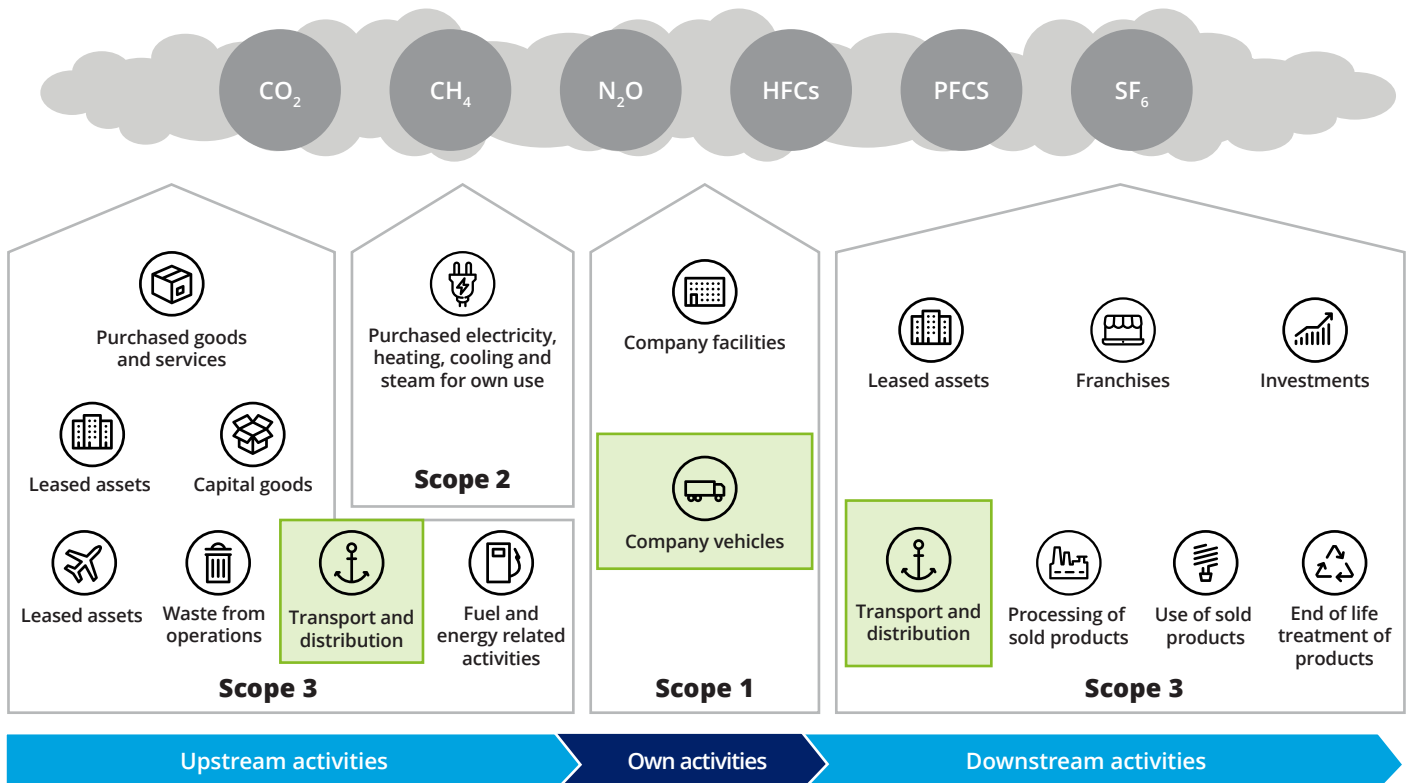 CO₂
CH₄
N₂O
HFCs
PFCS
SF₆
Purchased goods
and services
Leased assets
Capital goods
Leased assets
Waste from
operations
Transport and
distribution
Fuel and
energy related
activities
Scope 3
Purchased electricity,
heating, cooling and
steam for own use
Scope 2
Company facilities
Company vehicles
Scope 1
Leased assets
Franchises
Investments
Transport and
distribution
Processing of
sold products
Use of sold
products
End of life
treatment of
products
Scope 3
Upstream activities
Own activities
Downstream activities